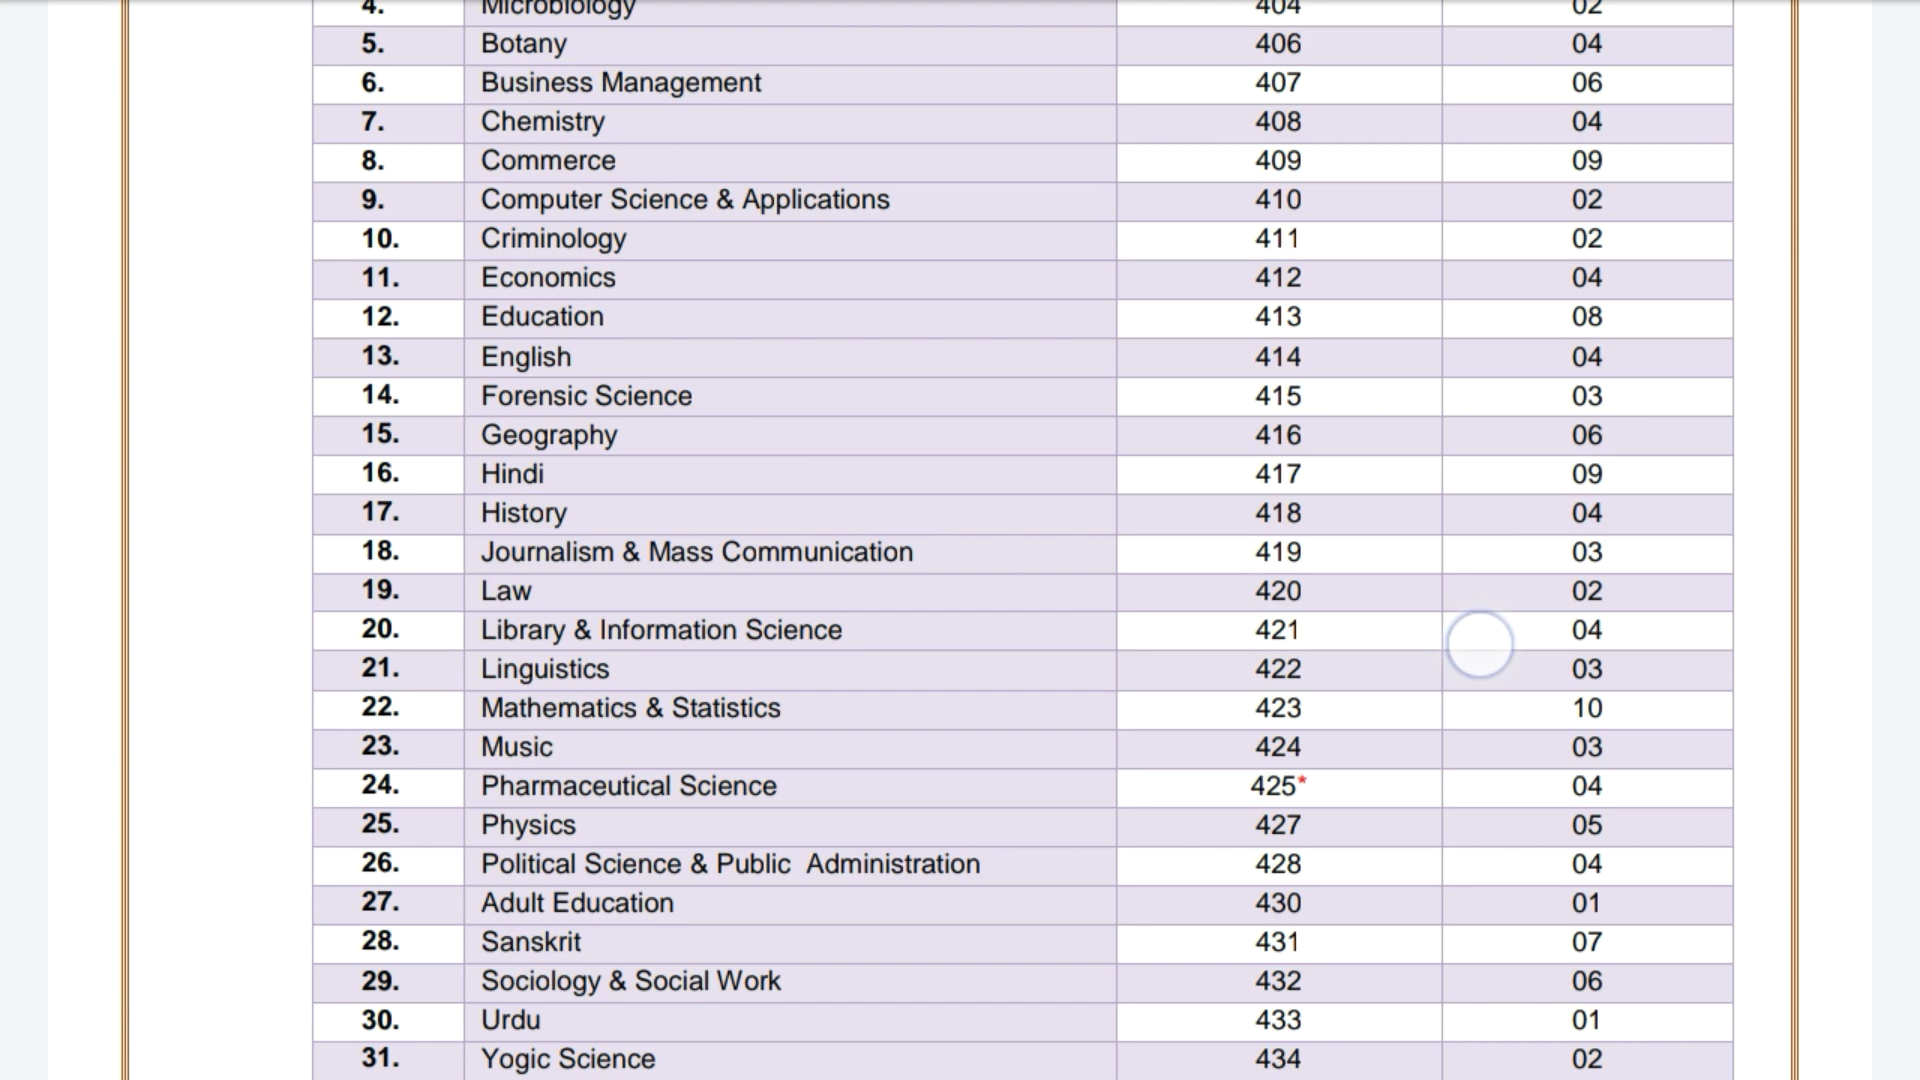 4. Microbiology 404 02
5. Botany 406 04
6. Business Management 407 06
7. Chemistry 408 04
8. Commerce 409 09
9. Computer Science & Applications 410 02
10. Criminology 411 02
11. Economics 412 04
12. Education 413 08
13. English 414 04
14. Forensic Science 415 03
15. Geography 416 06
16. Hindi 417 09
17. History 418 04
18. Journalism & Mass Communication 419 03
19. Law 420 02
20. Library & Information Science 421 04
21. Linguistics 422 03
22. Mathematics & Statistics 423 10
23. Music 424 03
24. Pharmaceutical Science 425* 04
25. Physics 427 05
26. Political Science & Public  Administration 428 04
27. Adult Education 430 01
28. Sanskrit 431 07
29. Sociology & Social Work 432 06
30. Urdu 433 01
31. Yogic Science 434 02